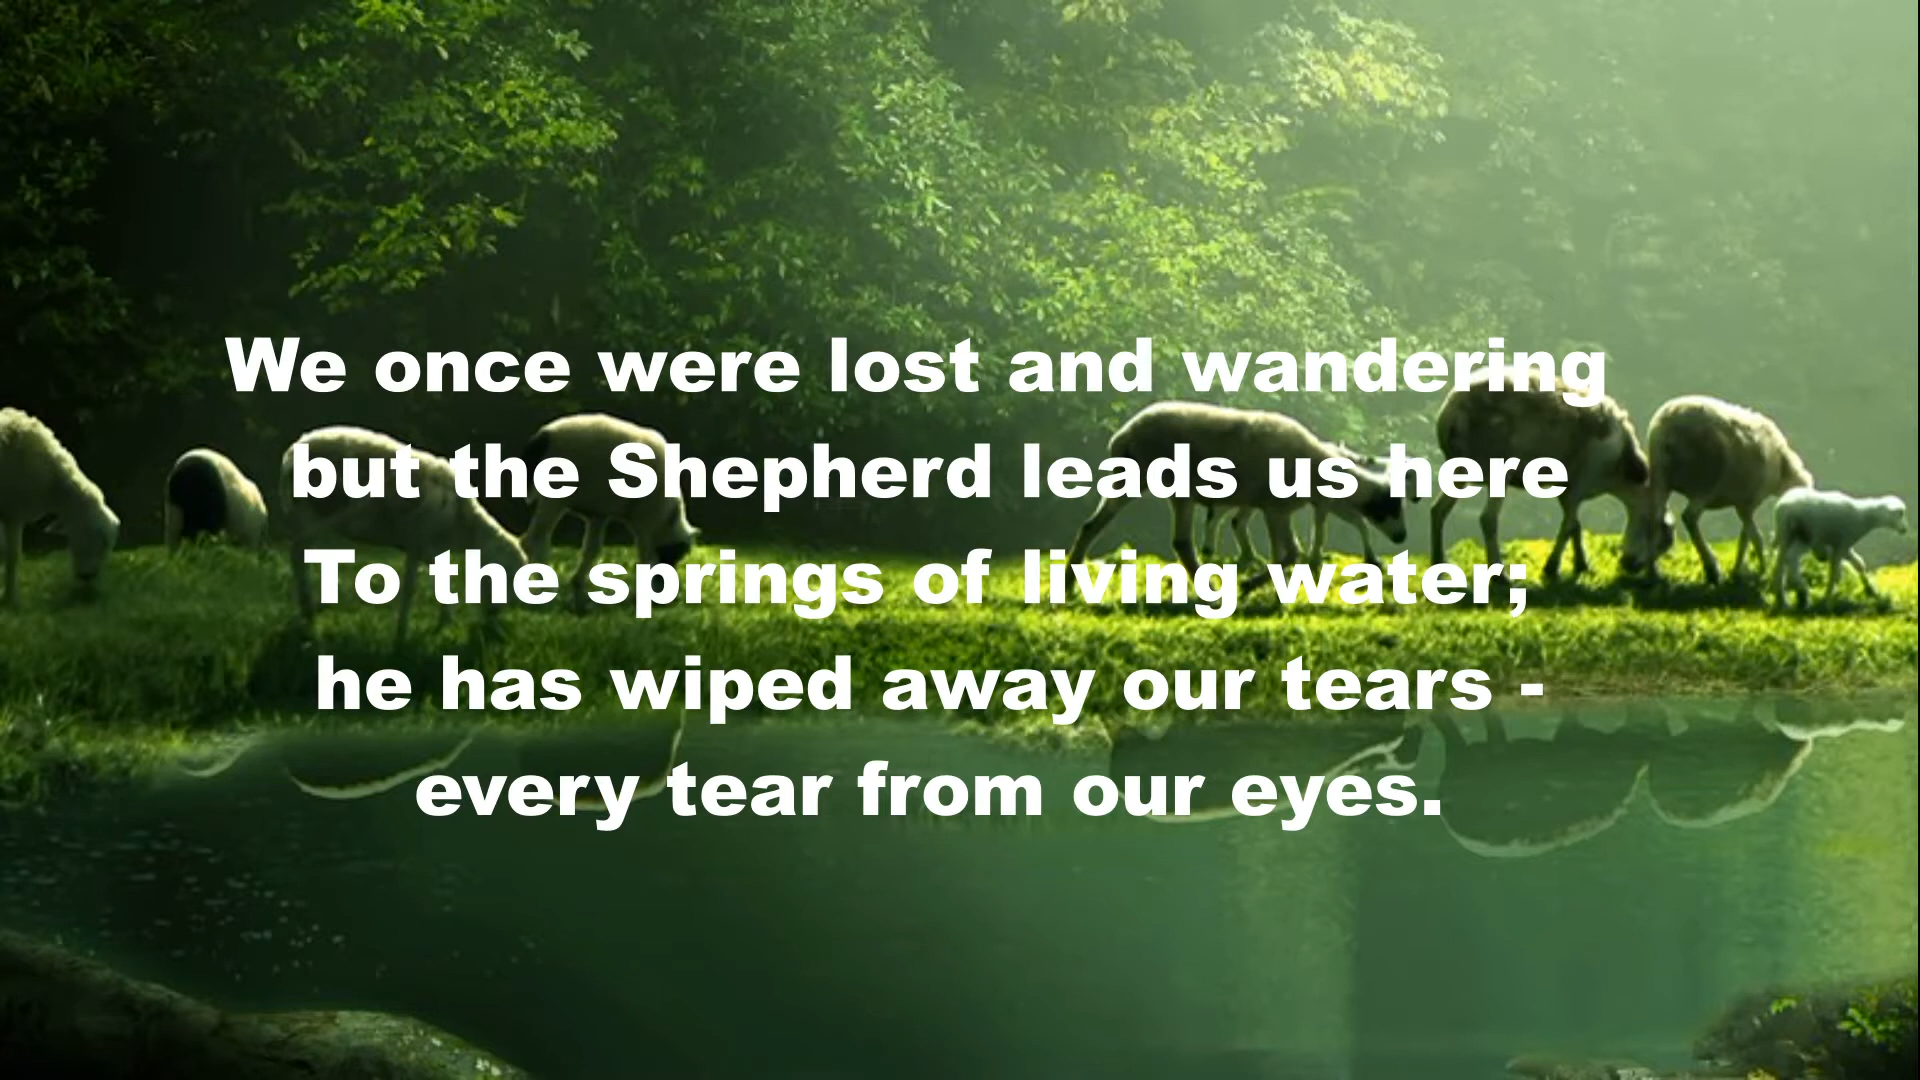 We once were lost and wandering
but the Shepherd leads us here
To the springs of living water;
he has wiped away our tears -
every tear from our eyes.